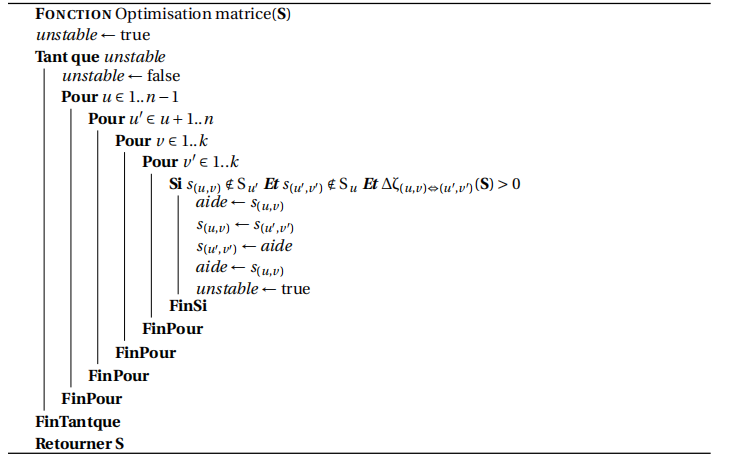 FONCTION Optimisation matrice(S)
unstable ← true
Tant que unstable
unstable ← false
Pour u ∈ 1..n − 1
Pour u′ ∈ u + 1..n
Pour v ∈ 1..k
Pour v′ ∈ 1..k
Si s(u,v) ∉ Su′ Et s(u′,v′) ∉ Su Et Δζ(u,v)⇔(u′,v′)(S) > 0
aide ← s(u,v)
s(u,v) ← s(u′,v′)
s(u′,v′) ← aide
aide ← s(u,v)
unstable ← true
FinSi
FinPour
FinPour
FinPour
FinPour
FinTantque
Retourner S